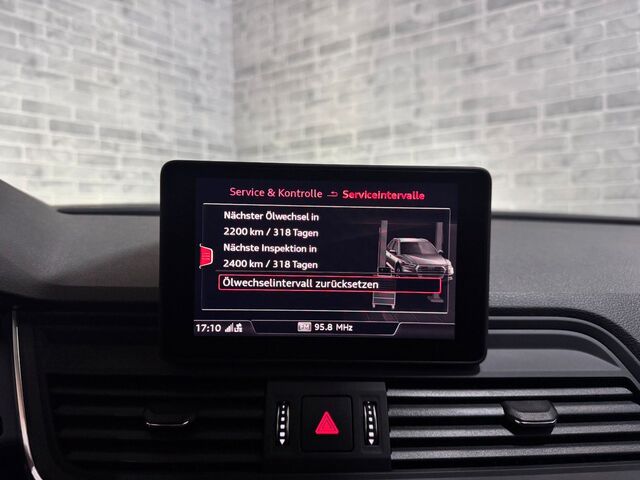 Service & Kontrolle Serviceintervalle
Nächster Ölwechsel in
2200 km / 318 Tagen
Nächste Inspektion in
2400 km / 318 Tagen
Ölwechselintervall zurücksetzen
17:10 FM 95.8 MHz